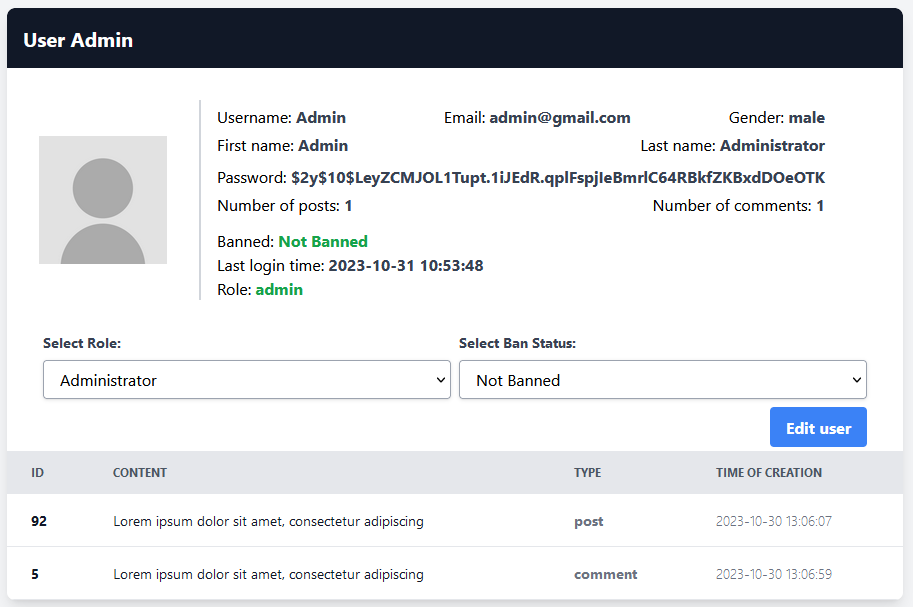 User Admin
Username: Admin Email: admin@gmail.com Gender: male
First name: Admin Last name: Administrator
Password: $2y$10$LeyZCMJOL1Tupt.1iJEdR.qplFspjIeBmrlC64RBkfZKBxdDOeOTK
Number of posts: 1 Number of comments: 1
Banned: Not Banned
Last login time: 2023-10-31 10:53:48
Role: admin
Select Role: Select Ban Status:
Administrator Not Banned
Edit user
ID CONTENT TYPE TIME OF CREATION
92 Lorem ipsum dolor sit amet, consectetur adipiscing post 2023-10-30 13:06:07
5 Lorem ipsum dolor sit amet, consectetur adipiscing comment 2023-10-30 13:06:59